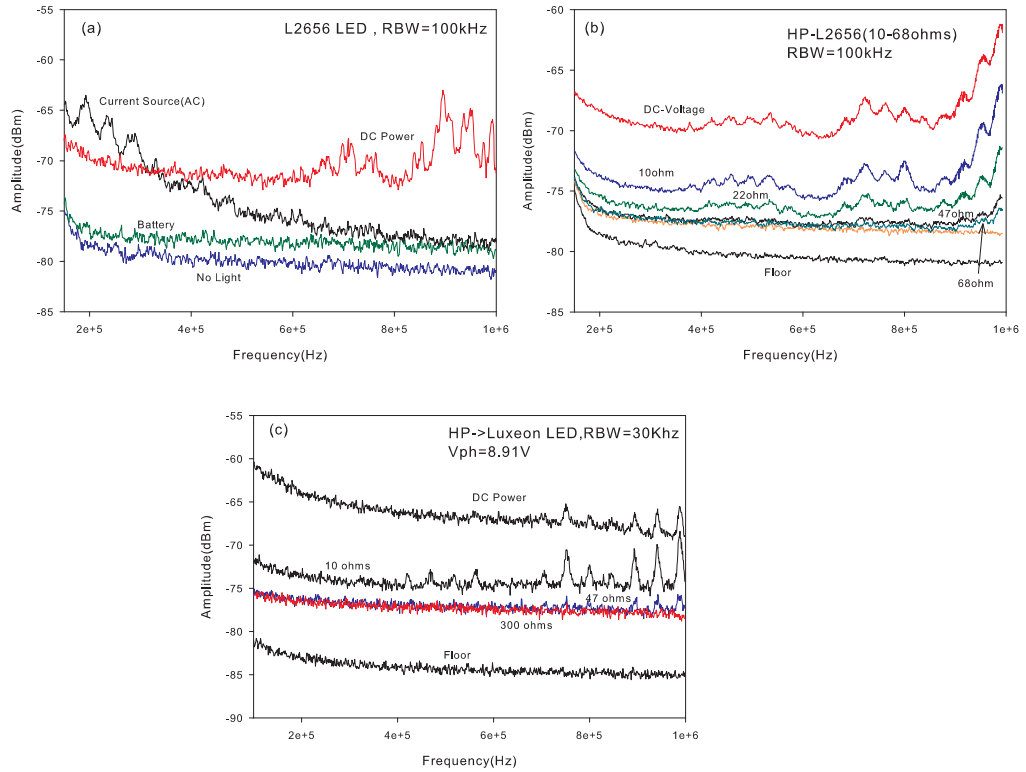 (a)
L2656 LED , RBW=100kHz
Current Source(AC)
DC Power
Battery
No Light
Amplitude(dBm)
-55
-60
-65
-70
-75
-80
-85
2e+5
4e+5
6e+5
8e+5
1e+6
Frequency(Hz)
(b)
HP-L2656(10-68ohms)
RBW=100kHz
DC-Voltage
10ohm
22ohm
47ohm
Floor
68ohm
Amplitude(dBm)
-60
-65
-70
-75
-80
-85
2e+5
4e+5
6e+5
8e+5
1e+6
Frequency(Hz)
(c)
HP->Luxeon LED,RBW=30Khz
Vph=8.91V
DC Power
10 ohms
47 ohms
300 ohms
Floor
Amplitude(dBm)
-55
-60
-65
-70
-75
-80
-85
-90
2e+5
4e+5
6e+5
8e+5
1e+6
Frequency(Hz)